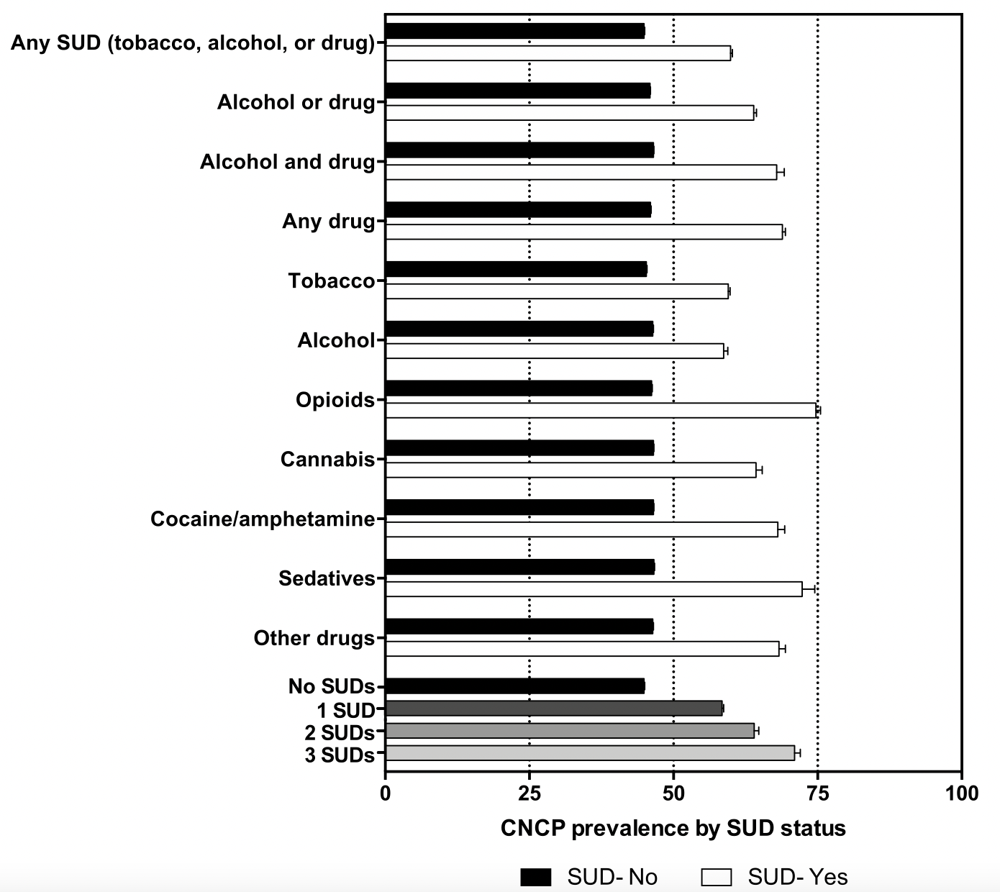 Any SUD (tobacco, alcohol, or drug)
Alcohol or drug
Alcohol and drug
Any drug
Tobacco
Alcohol
Opioids
Cannabis
Cocaine/amphetamine
Sedatives
Other drugs
No SUDs
1 SUD
2 SUDs
3 SUDs
0 25 50 75 100
CNCP prevalence by SUD status
SUD- No SUD- Yes